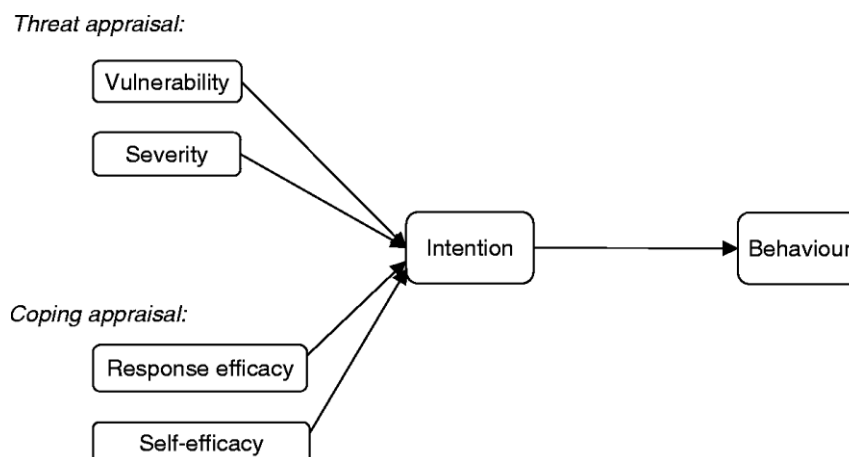 Threat appraisal:
Vulnerability
Severity
Intention
Behaviour
Coping appraisal:
Response efficacy
Self-efficacy